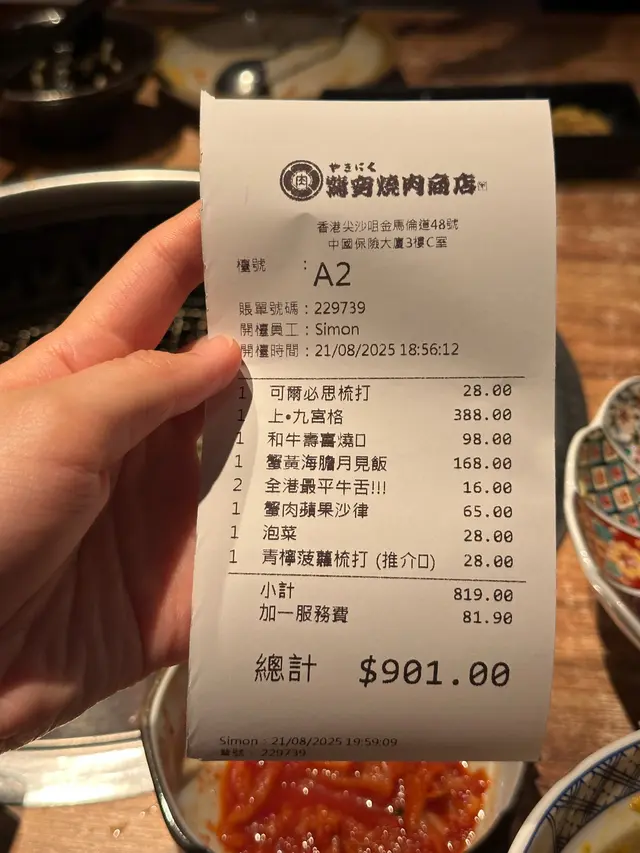 やきにく
燒肉商店
香港尖沙咀金馬倫道48號
中國保險大廈3樓C室
檯號 : A2
賬單號碼 : 229739
開檯員工 : Simon
開檯時間 : 21/08/2025 18:56:12
1 可爾必思梳打 28.00
1 上•九宮格 388.00
1 和牛壽喜燒口 98.00
1 蟹黃海膽月見飯 168.00
2 全港最平牛舌!!! 16.00
1 蟹肉蘋果沙律 65.00
1 泡菜 28.00
1 青檸菠蘿梳打 (推介口) 28.00
小計 819.00
加一服務費 81.90
總計 $901.00
Simon : 21/08/2025 19:59:09
單號 : 229739